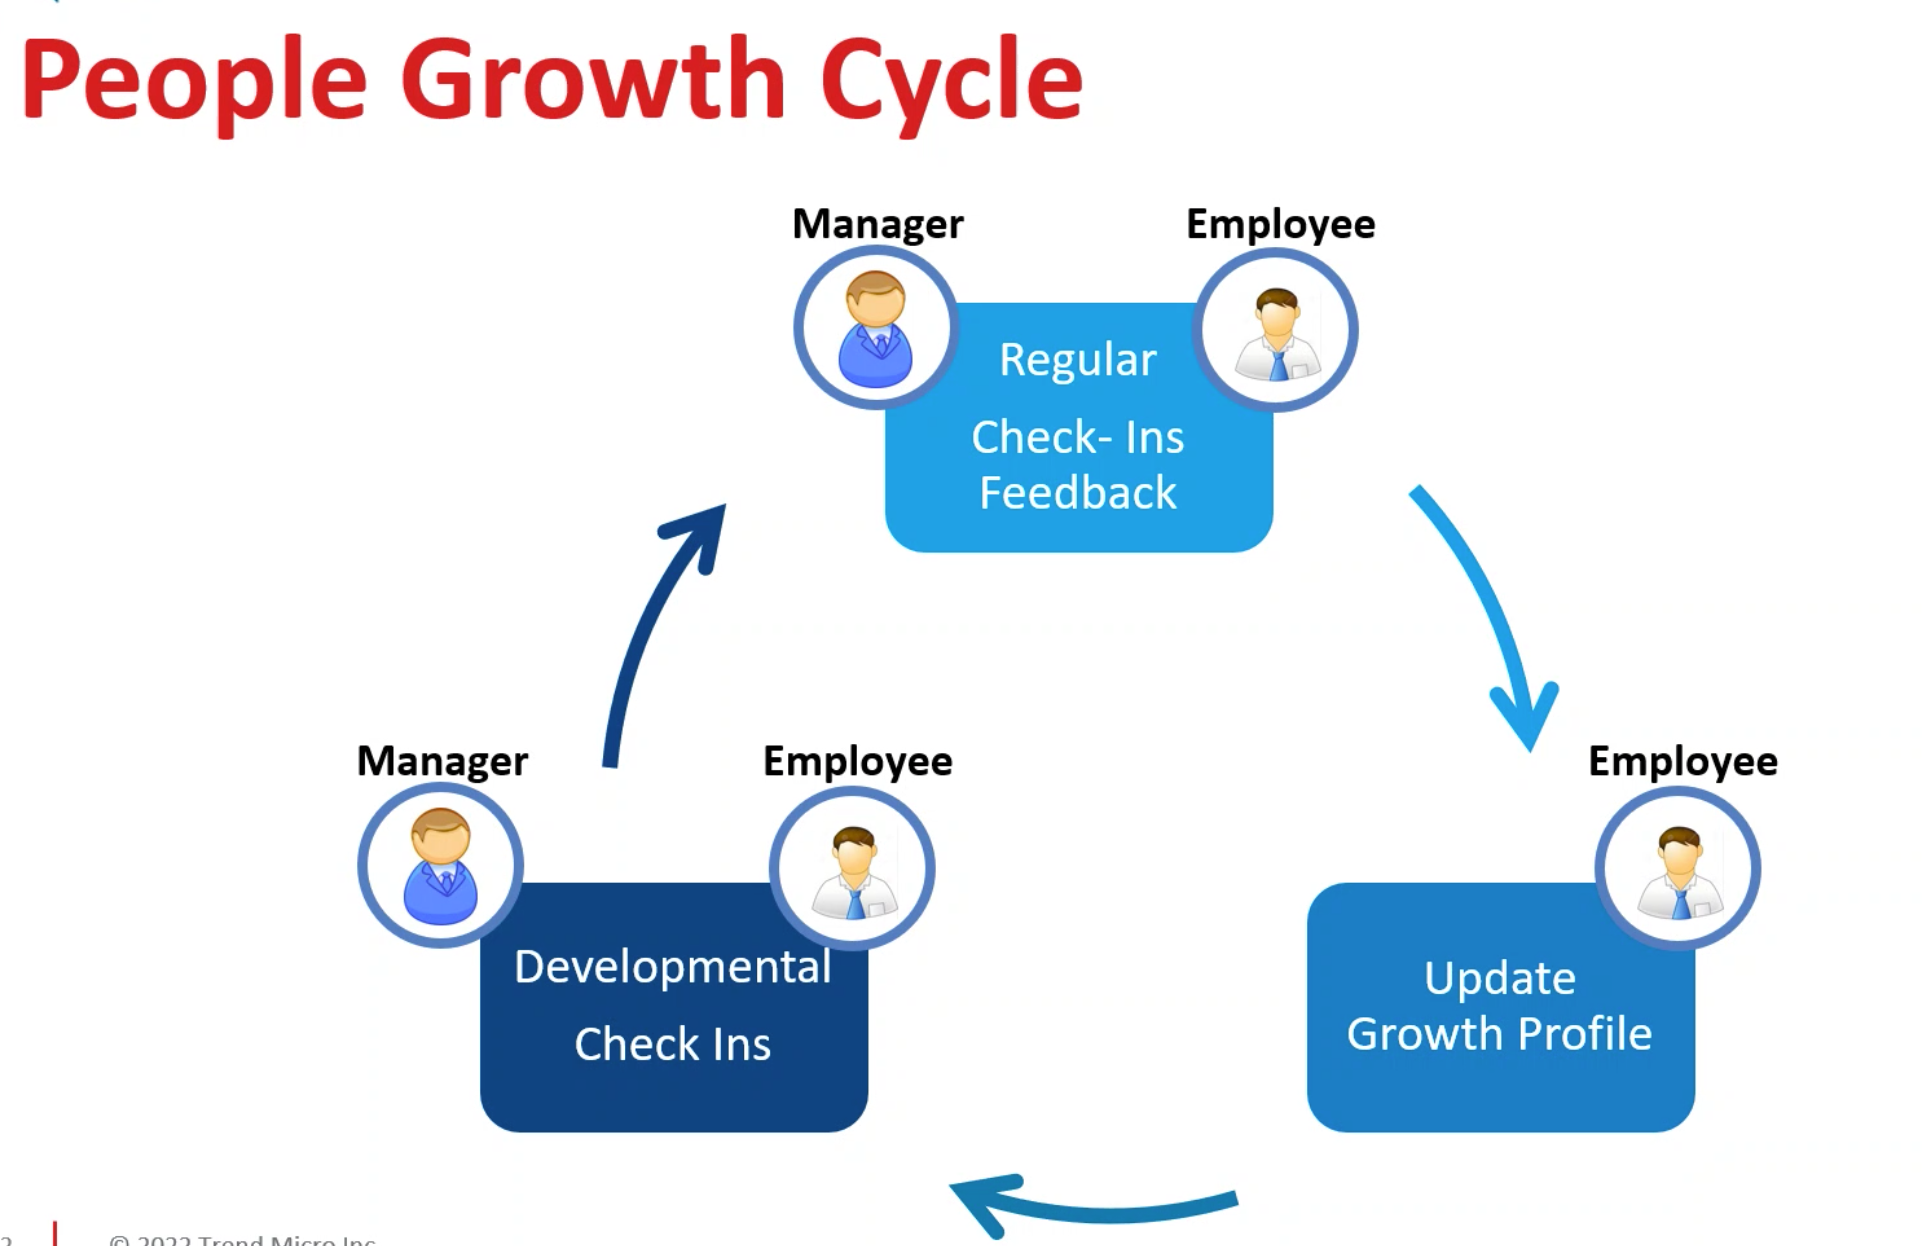 People Growth Cycle
Manager
Employee
Regular
Check- Ins
Feedback
Manager
Employee
Developmental
Check Ins
Employee
Update
Growth Profile
© 2022 Trend Micro Inc.